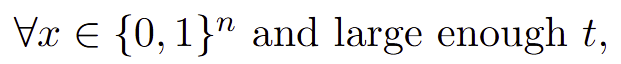 ∀x ∈ {0, 1}ⁿ and large enough t,